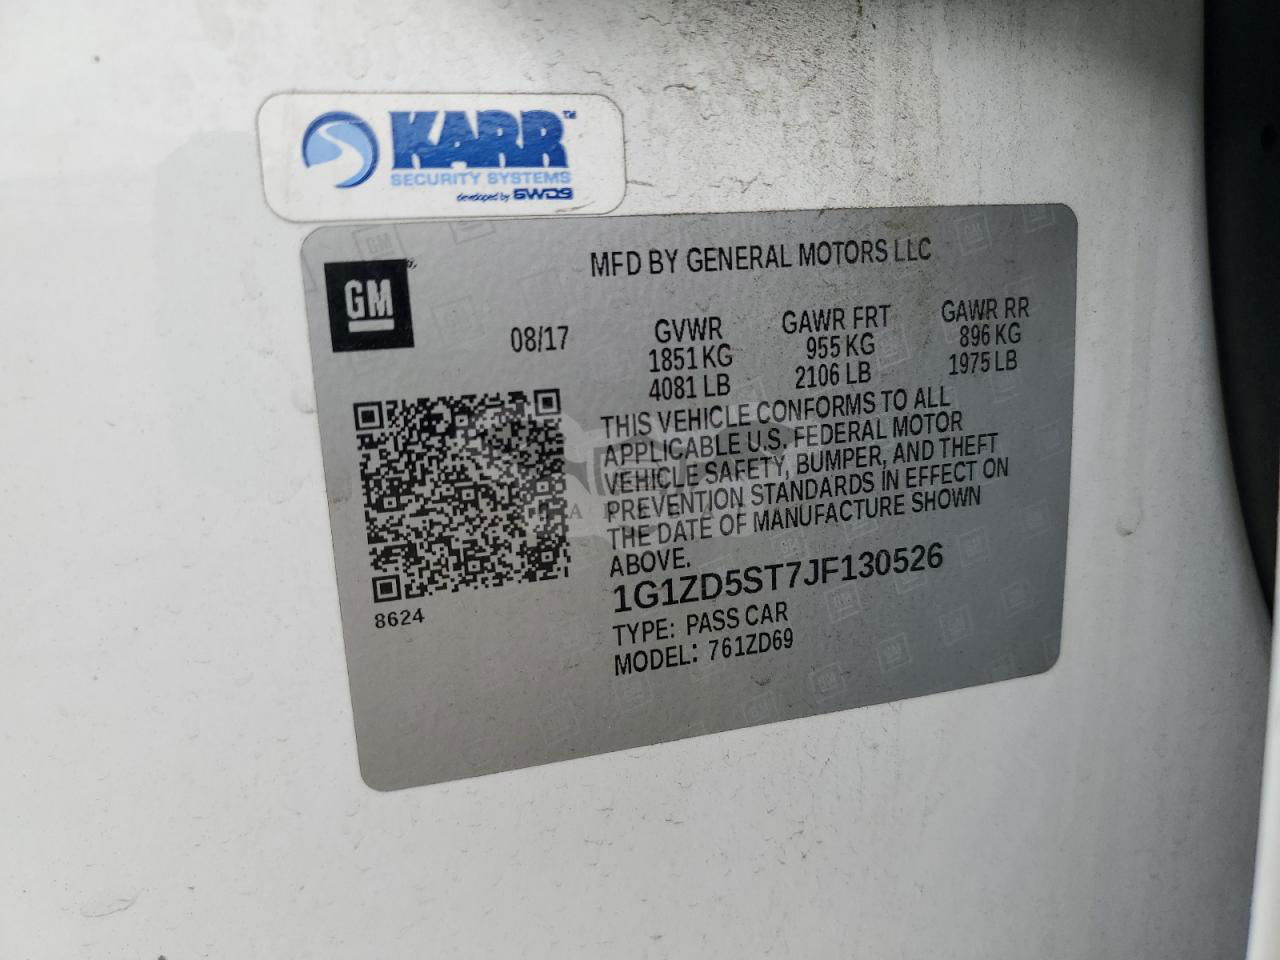 KARR™
SECURITY SYSTEMS
developed by SWDS
GM
MFD BY GENERAL MOTORS LLC
08/17
GVWR GAWR FRT GAWR RR
1851 KG 955 KG 896 KG
4081 LB 2106 LB 1975 LB
THIS VEHICLE CONFORMS TO ALL
APPLICABLE U.S. FEDERAL MOTOR
VEHICLE SAFETY, BUMPER, AND THEFT
PREVENTION STANDARDS IN EFFECT ON
THE DATE OF MANUFACTURE SHOWN
ABOVE.
1G1ZD5ST7JF130526
TYPE: PASS CAR
MODEL: 761ZD69
8624